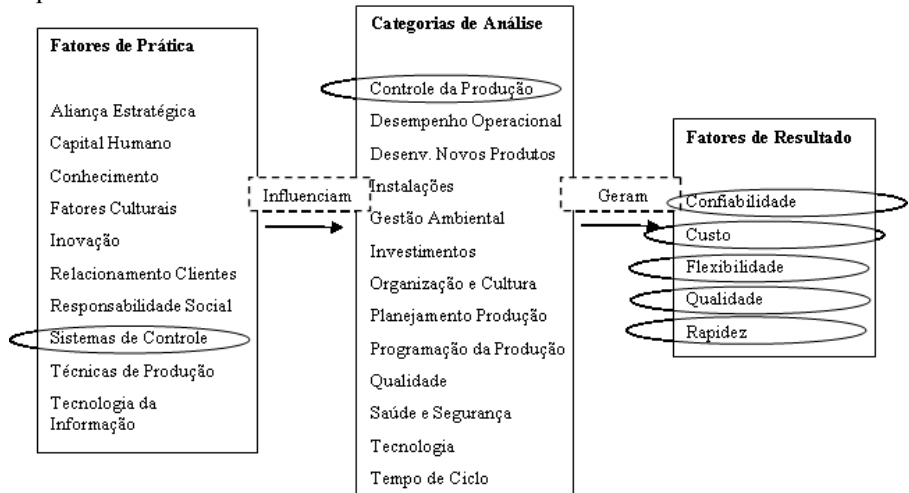 Fatores de Prática
Aliança Estratégica
Capital Humano
Conhecimento
Fatores Culturais
Inovação
Relacionamento Clientes
Responsabilidade Social
Sistemas de Controle
Técnicas de Produção
Tecnologia da
Informação
Influenciam
Categorias de Análise
Controle da Produção
Desempenho Operacional
Desenv. Novos Produtos
Instalações
Gestão Ambiental
Investimentos
Organização e Cultura
Planejamento Produção
Programação da Produção
Qualidade
Saúde e Segurança
Tecnologia
Tempo de Ciclo
Geram
Fatores de Resultado
Confiabilidade
Custo
Flexibilidade
Qualidade
Rapidez